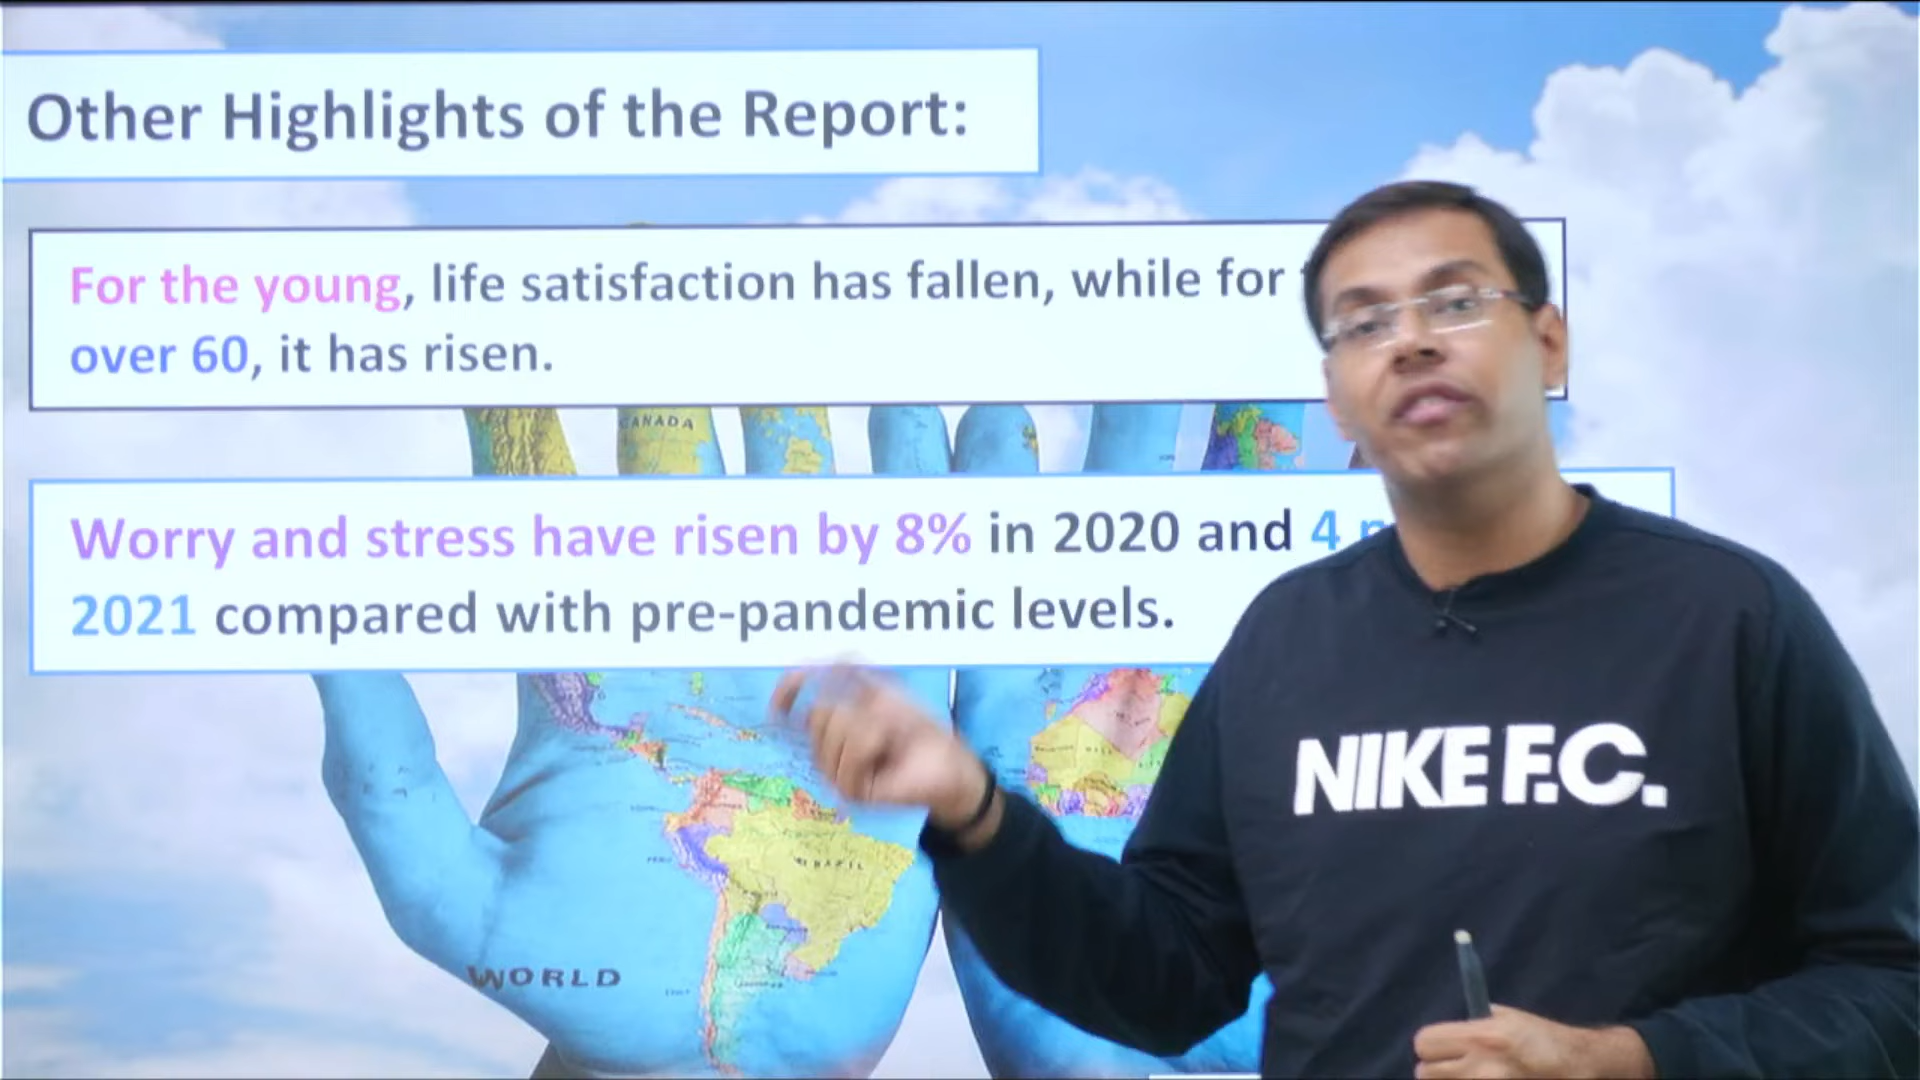 Other Highlights of the Report:
For the young, life satisfaction has fallen, while for
over 60, it has risen.
Worry and stress have risen by 8% in 2020 and 4
2021 compared with pre-pandemic levels.
CANADA
NIKE F.C.
BRAZIL
WORLD